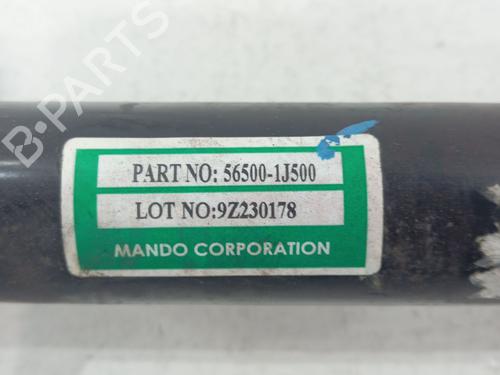 B-PARTS
PART NO: 56500-1J500
LOT NO:9Z230178
MANDO CORPORATION